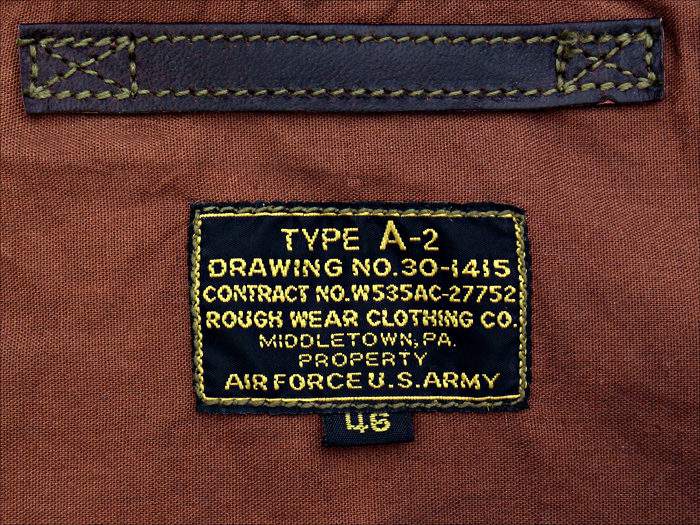 TYPE A-2
DRAWING NO.30-1415
CONTRACT NO.W535AC-27752
ROUGH WEAR CLOTHING CO.
MIDDLETOWN, PA.
PROPERTY
AIR FORCE U.S. ARMY
46